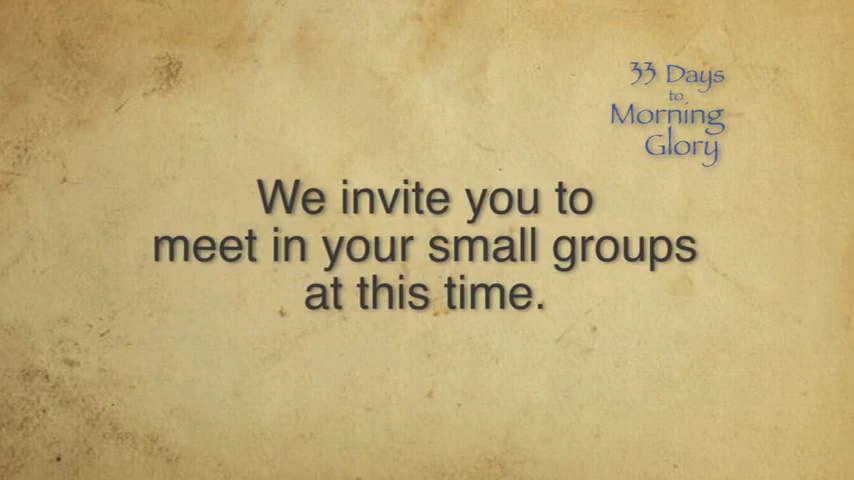 33 Days
to
Morning
Glory
We invite you to
meet in your small groups
at this time.